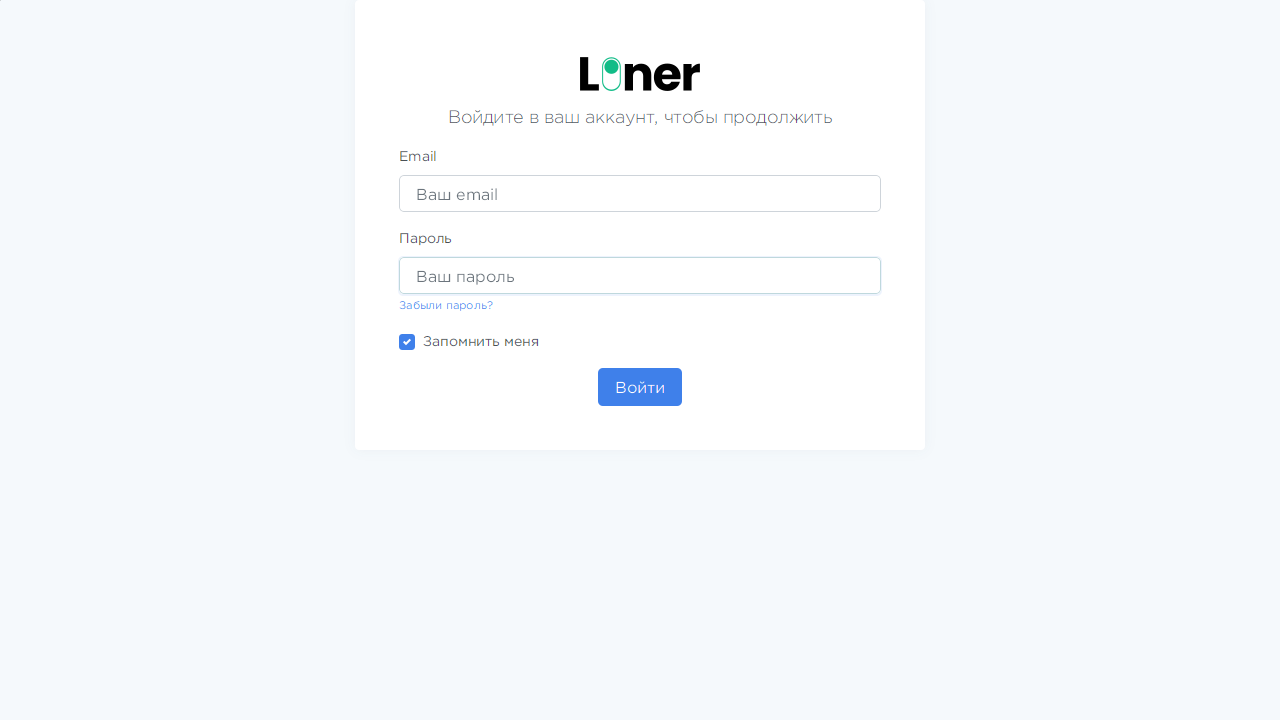 Liner
Войдите в ваш аккаунт, чтобы продолжить
Email
Ваш email
Пароль
Ваш пароль
Забыли пароль?
Запомнить меня
Войти